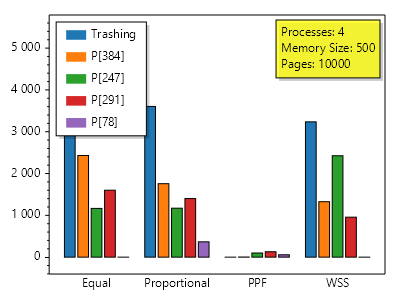 Trashing
P[384]
P[247]
P[291]
P[78]
Processes: 4
Memory Size: 500
Pages: 10000
5 000
4 000
3 000
2 000
1 000
0
Equal
Proportional
PPF
WSS